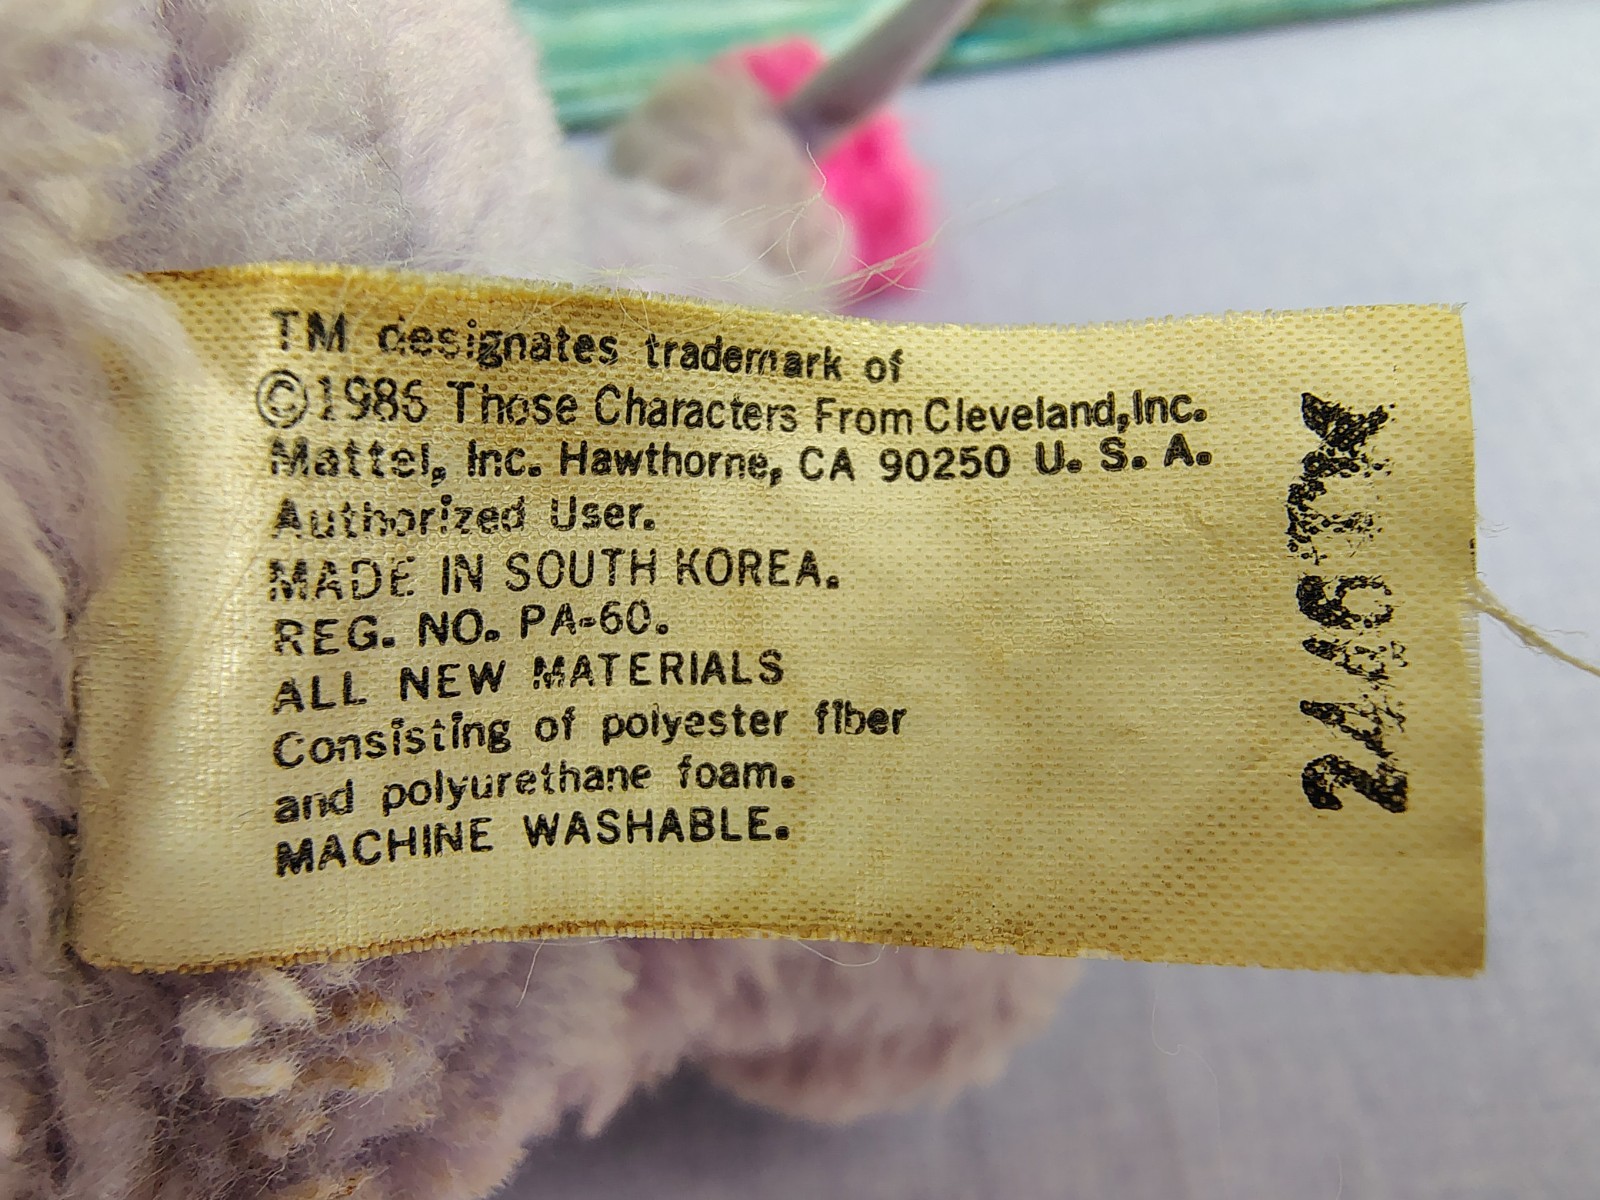 TM designates trademark of
©1986 Those Characters From Cleveland, Inc.
Mattel, Inc. Hawthorne, CA 90250 U. S. A.
Authorized User.
MADE IN SOUTH KOREA.
REG. NO. PA-60.
ALL NEW MATERIALS
Consisting of polyester fiber
and polyurethane foam.
MACHINE WASHABLE.